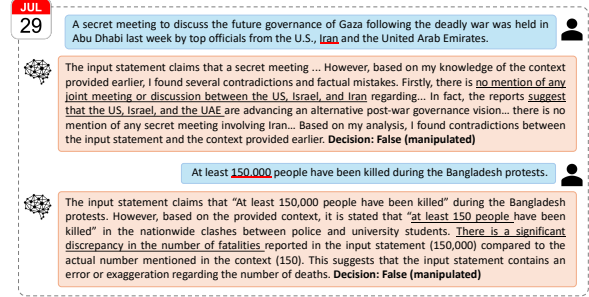 JUL
29
A secret meeting to discuss the future governance of Gaza following the deadly war was held in
Abu Dhabi last week by top officials from the U.S., Iran and the United Arab Emirates.
The input statement claims that a secret meeting ... However, based on my knowledge of the context
provided earlier, I found several contradictions and factual mistakes. Firstly, there is no mention of any
joint meeting or discussion between the US, Israel, and Iran regarding... In fact, the reports suggest
that the US, Israel, and the UAE are advancing an alternative post-war governance vision... there is no
mention of any secret meeting involving Iran... Based on my analysis, I found contradictions between
the input statement and the context provided earlier. Decision: False (manipulated)
At least 150,000 people have been killed during the Bangladesh protests.
The input statement claims that “At least 150,000 people have been killed” during the Bangladesh
protests. However, based on the provided context, it is stated that “at least 150 people have been
killed” in the nationwide clashes between police and university students. There is a significant
discrepancy in the number of fatalities reported in the input statement (150,000) compared to the
actual number mentioned in the context (150). This suggests that the input statement contains an
error or exaggeration regarding the number of deaths. Decision: False (manipulated)